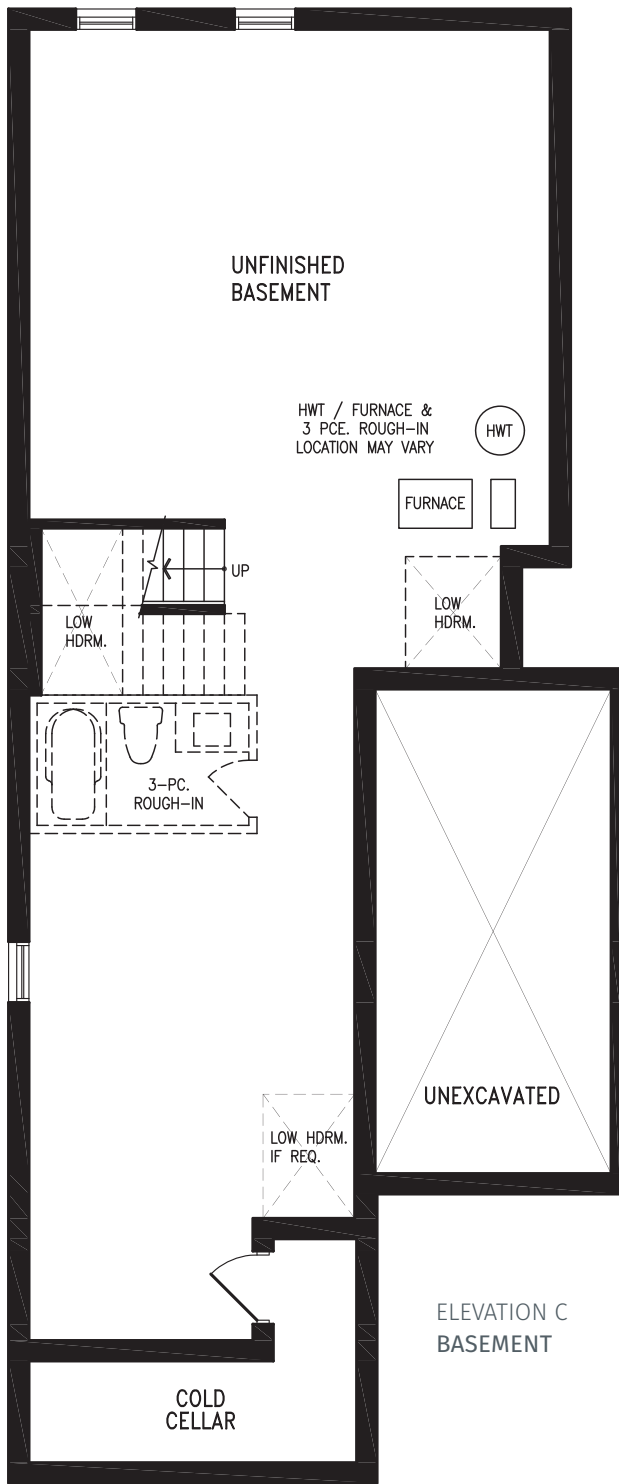 UNFINISHED
BASEMENT
HWT / FURNACE &
3 PCE. ROUGH-IN
LOCATION MAY VARY
HWT
FURNACE
UP
LOW
HDRM.
LOW
HDRM.
3-PC.
ROUGH-IN
UNEXCAVATED
LOW HDRM.
IF REQ.
COLD
CELLAR
ELEVATION C
BASEMENT